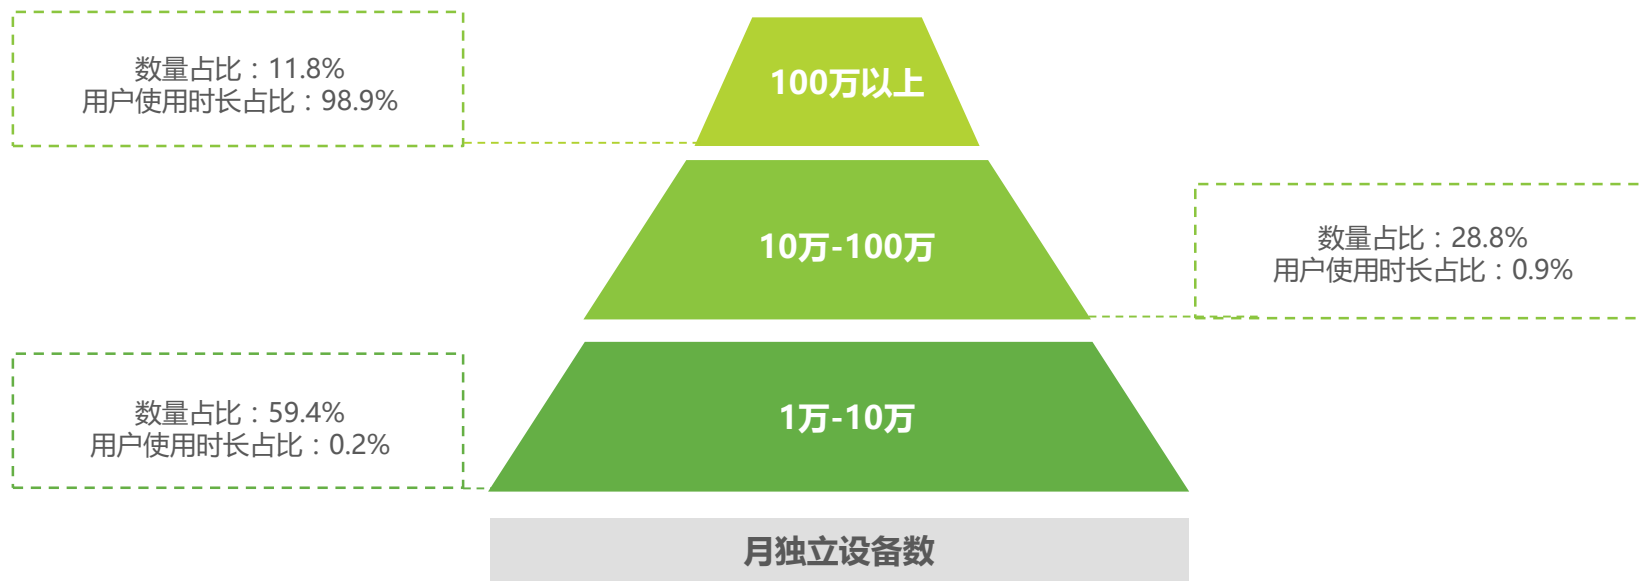 数量占比：11.8%
用户使用时长占比：98.9%
100万以上
10万-100万
数量占比：28.8%
用户使用时长占比：0.9%
数量占比：59.4%
用户使用时长占比：0.2%
1万-10万
月独立设备数